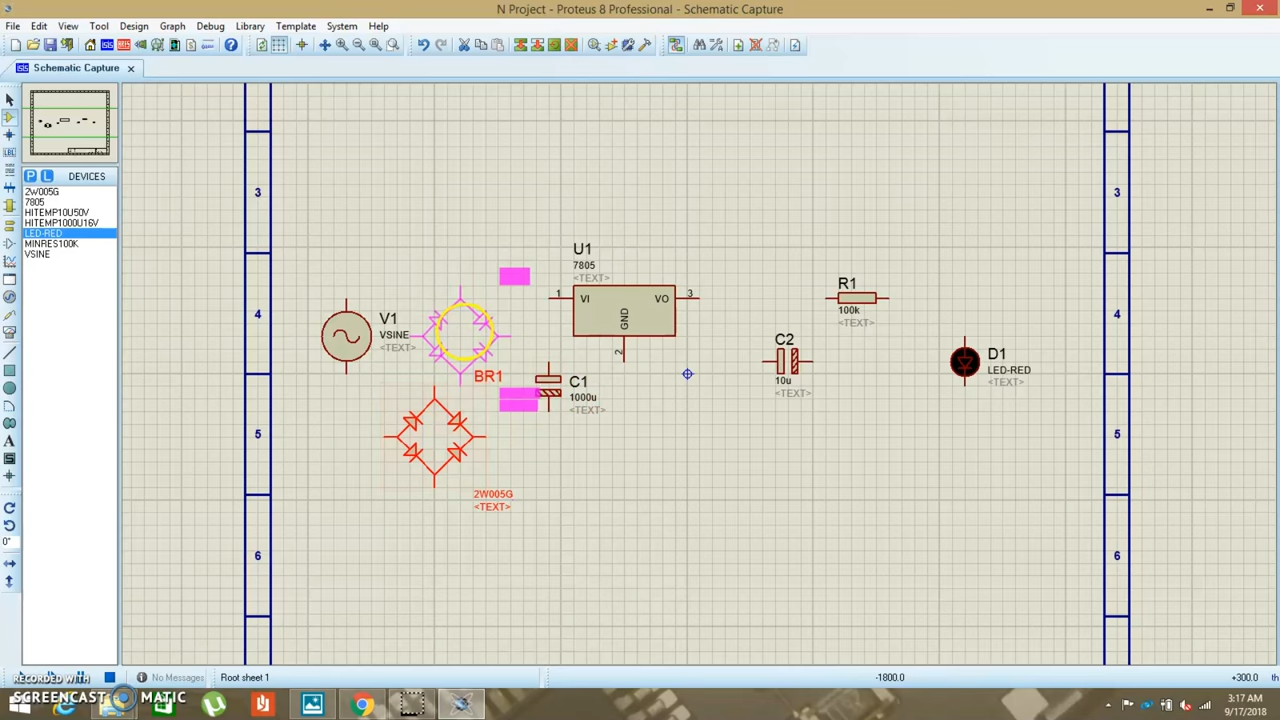 N Project - Proteus 8 Professional - Schematic Capture
File Edit View Tool Design Graph Debug Library Template System Help
Schematic Capture
P L DEVICES
2W005G
7805
HITEMP10U50V
HITEMP1000U16V
LED-RED
MINRES100K
VSINE
LBL
A
0°
3 3
4 4
5 5
6 6
V1
VSINE
<TEXT>
BR1
2W005G
<TEXT>
U1
7805
<TEXT>
1 VI VO 3
GND
2
C1
1000u
<TEXT>
C2
10u
<TEXT>
R1
100k
<TEXT>
D1
LED-RED
<TEXT>
No Messages Root sheet 1 -1800.0 +300.0 th
RECORDED WITH
SCREENCAST MATIC
3:17 AM
9/17/2018